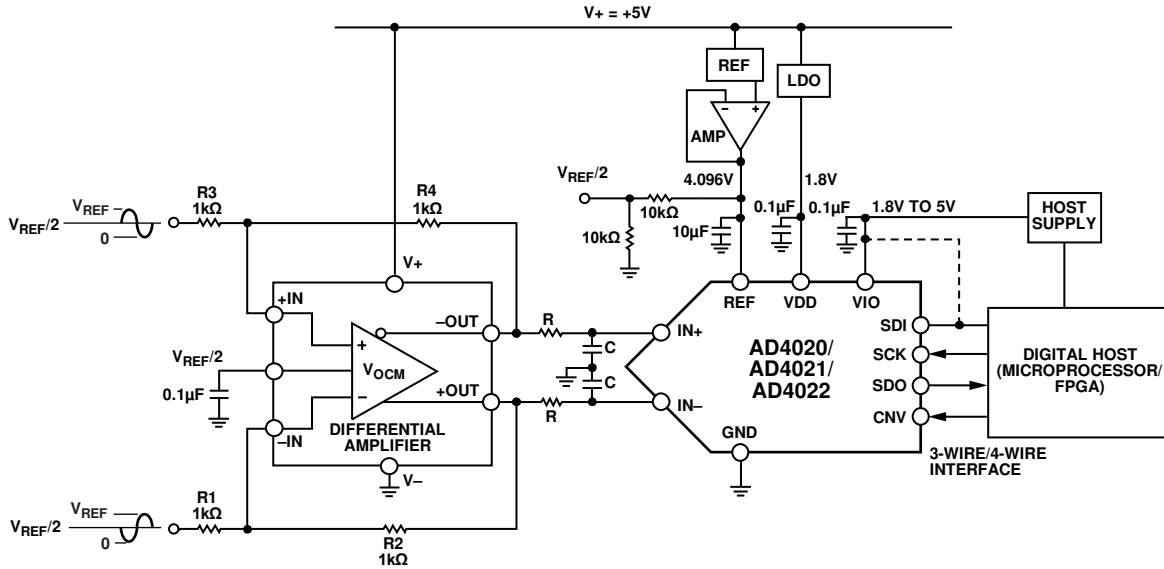 V+ = +5V
REF
LDO
AMP
VREF/2
4.096V
1.8V
10kΩ
10kΩ
10µF
0.1µF
0.1µF
1.8V TO 5V
HOST
SUPPLY
R3
1kΩ
R4
1kΩ
VREF
VREF/2
0
V+
+IN
–OUT
R
C
+
VOCM
–
VREF/2
0.1µF
+OUT
R
C
–IN
DIFFERENTIAL
AMPLIFIER
V–
R1
1kΩ
VREF
VREF/2
0
R2
1kΩ
REF
VDD
VIO
IN+
IN–
AD4020/
AD4021/
AD4022
GND
SDI
SCK
SDO
CNV
DIGITAL HOST
(MICROPROCESSOR/
FPGA)
3-WIRE/4-WIRE
INTERFACE